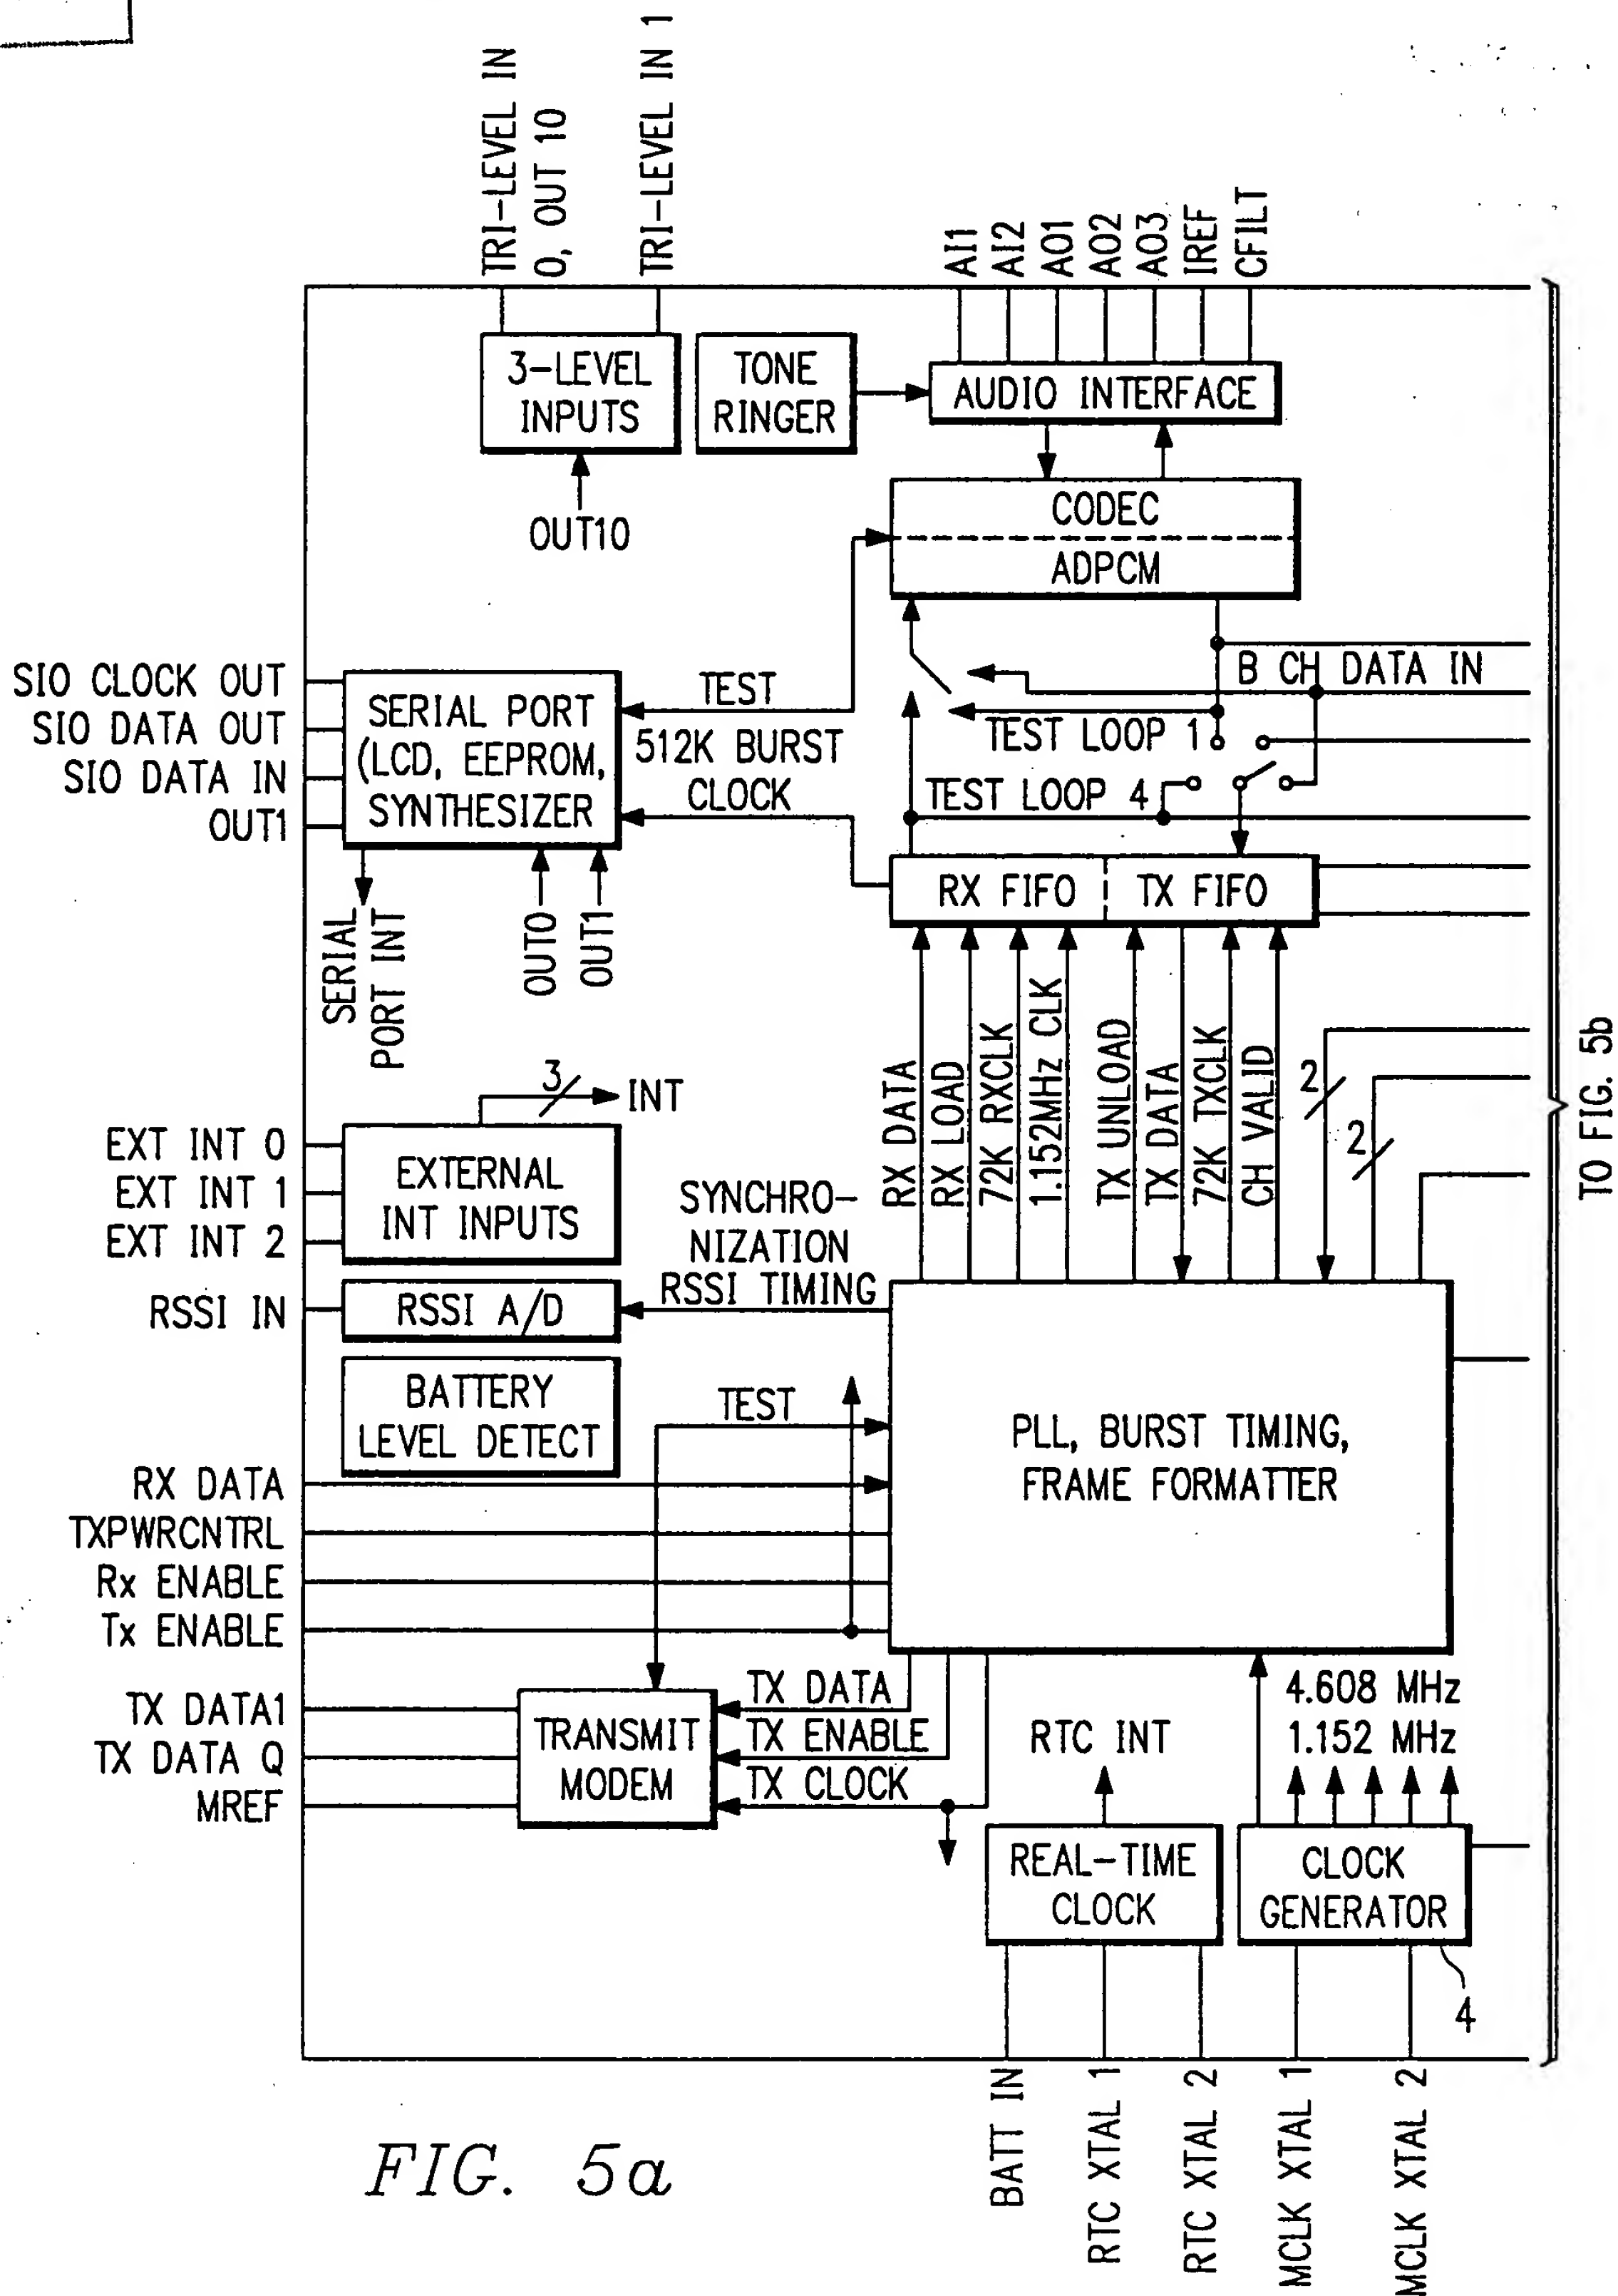 TRI-LEVEL IN
0, OUT 10
TRI-LEVEL IN 1
AI1
AI2
AO1
AO2
AO3
IREF
CFILT
3-LEVEL
INPUTS
TONE
RINGER
AUDIO INTERFACE
OUT10
CODEC
ADPCM
SIO CLOCK OUT
SIO DATA OUT
SIO DATA IN
OUT1
SERIAL PORT
(LCD, EEPROM,
SYNTHESIZER
TEST
512K BURST
CLOCK
B CH DATA IN
TEST LOOP 1
TEST LOOP 4
RX FIFO
TX FIFO
SERIAL
PORT INT
OUT0
OUT1
RX DATA
RX LOAD
72K RXCLK
1.152MHz CLK
TX UNLOAD
TX DATA
72K TXCLK
CH VALID
2
2
TO FIG. 5b
3
INT
EXT INT 0
EXT INT 1
EXT INT 2
EXTERNAL
INT INPUTS
SYNCHRO-
NIZATION
RSSI TIMING
RSSI IN
RSSI A/D
BATTERY
LEVEL DETECT
TEST
PLL, BURST TIMING,
FRAME FORMATTER
RX DATA
TXPWRCNTRL
Rx ENABLE
Tx ENABLE
TX DATA1
TX DATA Q
MREF
TRANSMIT
MODEM
TX DATA
TX ENABLE
TX CLOCK
RTC INT
4.608 MHz
1.152 MHz
REAL-TIME
CLOCK
CLOCK
GENERATOR
4
BATT IN
RTC XTAL 1
RTC XTAL 2
MCLK XTAL 1
MCLK XTAL 2
FIG. 5a